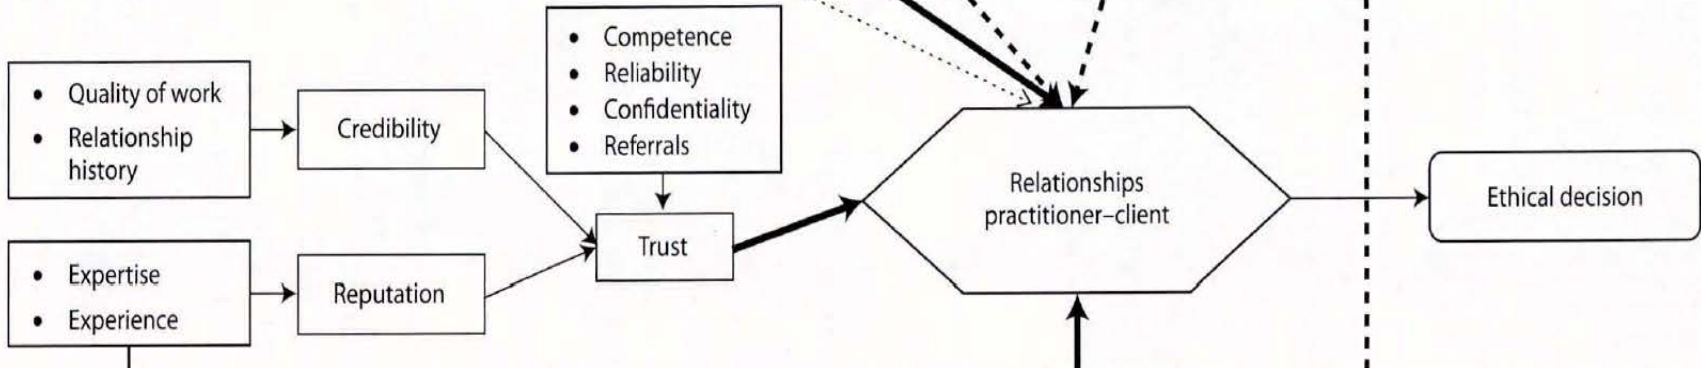 • Competence
• Reliability
• Confidentiality
• Referrals
• Quality of work
• Relationship
history
Credibility
Relationships
practitioner–client
Ethical decision
Trust
• Expertise
• Experience
Reputation